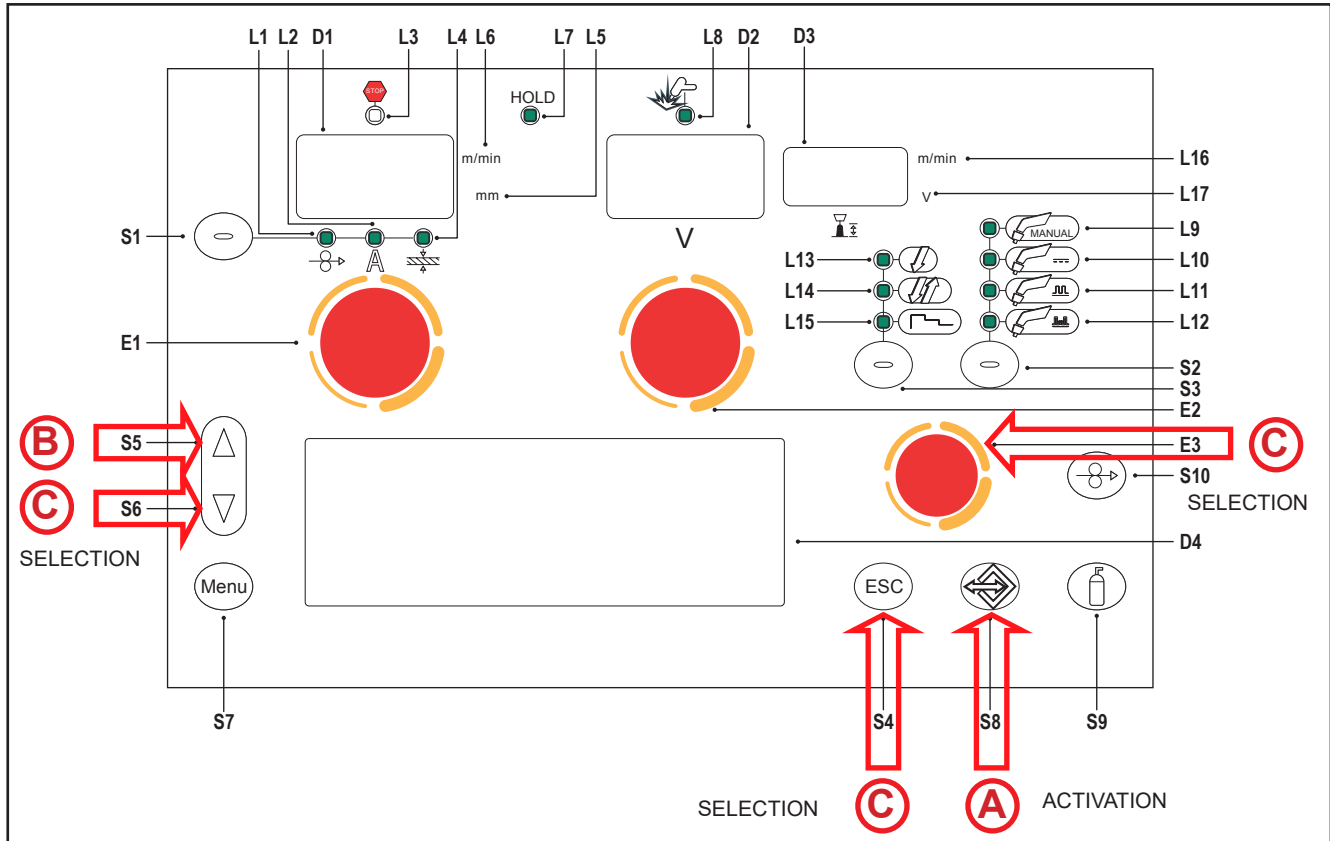 L1 L2 D1 L3 L4 L6 L7 L5 L8 D2 D3
STOP
HOLD
m/min
m/min L16
mm
V L17
S1
A
V
MANUAL L9
L13 L10
L14 L11
L15 L12
E1
S2
S3
E2
B S5
E3 C
S10
SELECTION
C S6
SELECTION
D4
Menu
ESC
S7
S4
S8
S9
SELECTION C
A ACTIVATION